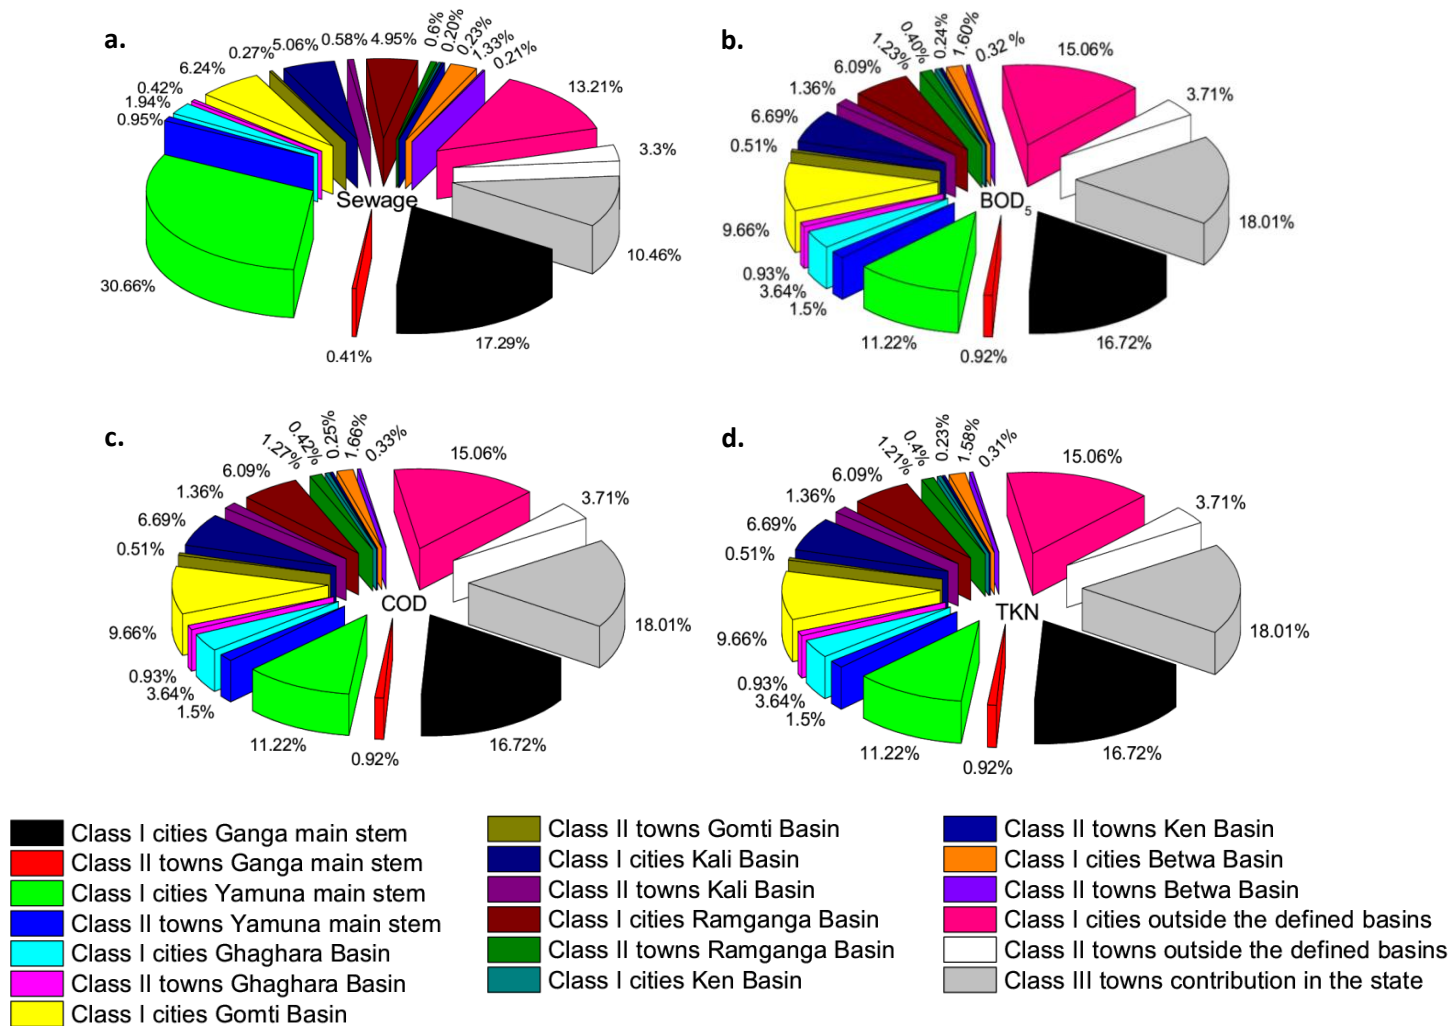 a.
0.27%
5.06%
0.58%
4.95%
0.6%
0.20%
0.23%
1.33%
0.21%
6.24%
0.42%
1.94%
0.95%
13.21%
3.3%
10.46%
Sewage
30.66%
0.41%
17.29%
b.
1.23%
0.40%
0.24%
1.60%
0.32 %
15.06%
6.09%
1.36%
6.69%
0.51%
3.71%
18.01%
BOD5
9.66%
0.93%
3.64%
1.5%
11.22%
0.92%
16.72%
c.
1.27%
0.42%
0.25%
1.66%
0.33%
15.06%
6.09%
1.36%
6.69%
0.51%
3.71%
18.01%
COD
9.66%
0.93%
3.64%
1.5%
11.22%
0.92%
16.72%
d.
1.21%
0.4%
0.23%
1.58%
0.31%
15.06%
6.09%
1.36%
6.69%
0.51%
3.71%
18.01%
TKN
9.66%
0.93%
3.64%
1.5%
11.22%
0.92%
16.72%
Class I cities Ganga main stem
Class II towns Ganga main stem
Class I cities Yamuna main stem
Class II towns Yamuna main stem
Class I cities Ghaghara Basin
Class II towns Ghaghara Basin
Class I cities Gomti Basin
Class II towns Gomti Basin
Class I cities Kali Basin
Class II towns Kali Basin
Class I cities Ramganga Basin
Class II towns Ramganga Basin
Class I cities Ken Basin
Class II towns Ken Basin
Class I cities Betwa Basin
Class II towns Betwa Basin
Class I cities outside the defined basins
Class II towns outside the defined basins
Class III towns contribution in the state